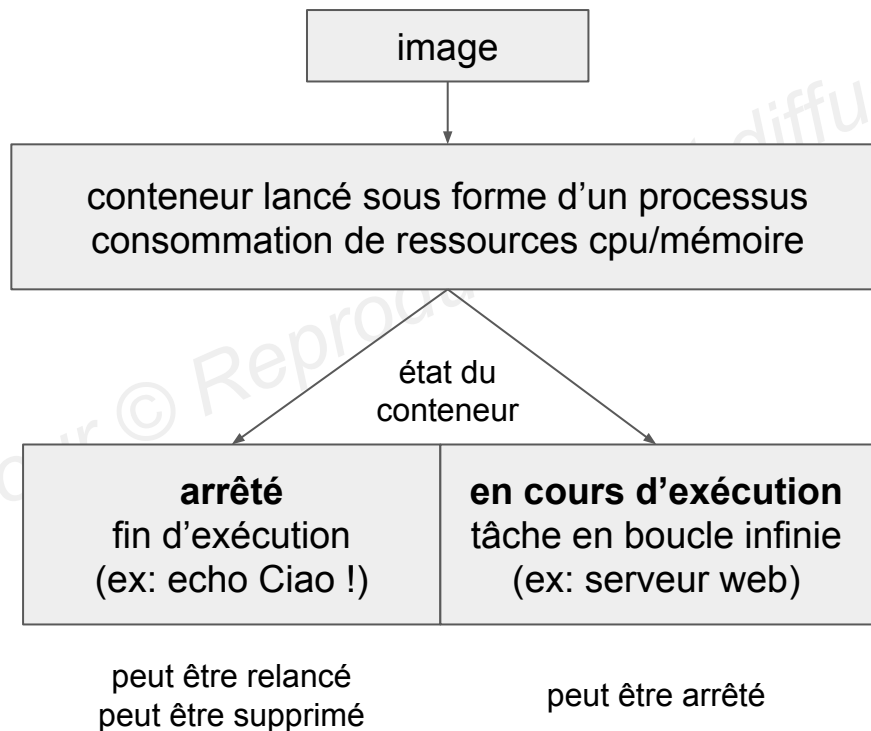 image
conteneur lancé sous forme d’un processus
consommation de ressources cpu/mémoire
état du
conteneur
arrêté
fin d’exécution
(ex: echo Ciao !)
en cours d’exécution
tâche en boucle infinie
(ex: serveur web)
peut être relancé
peut être supprimé
peut être arrêté
©